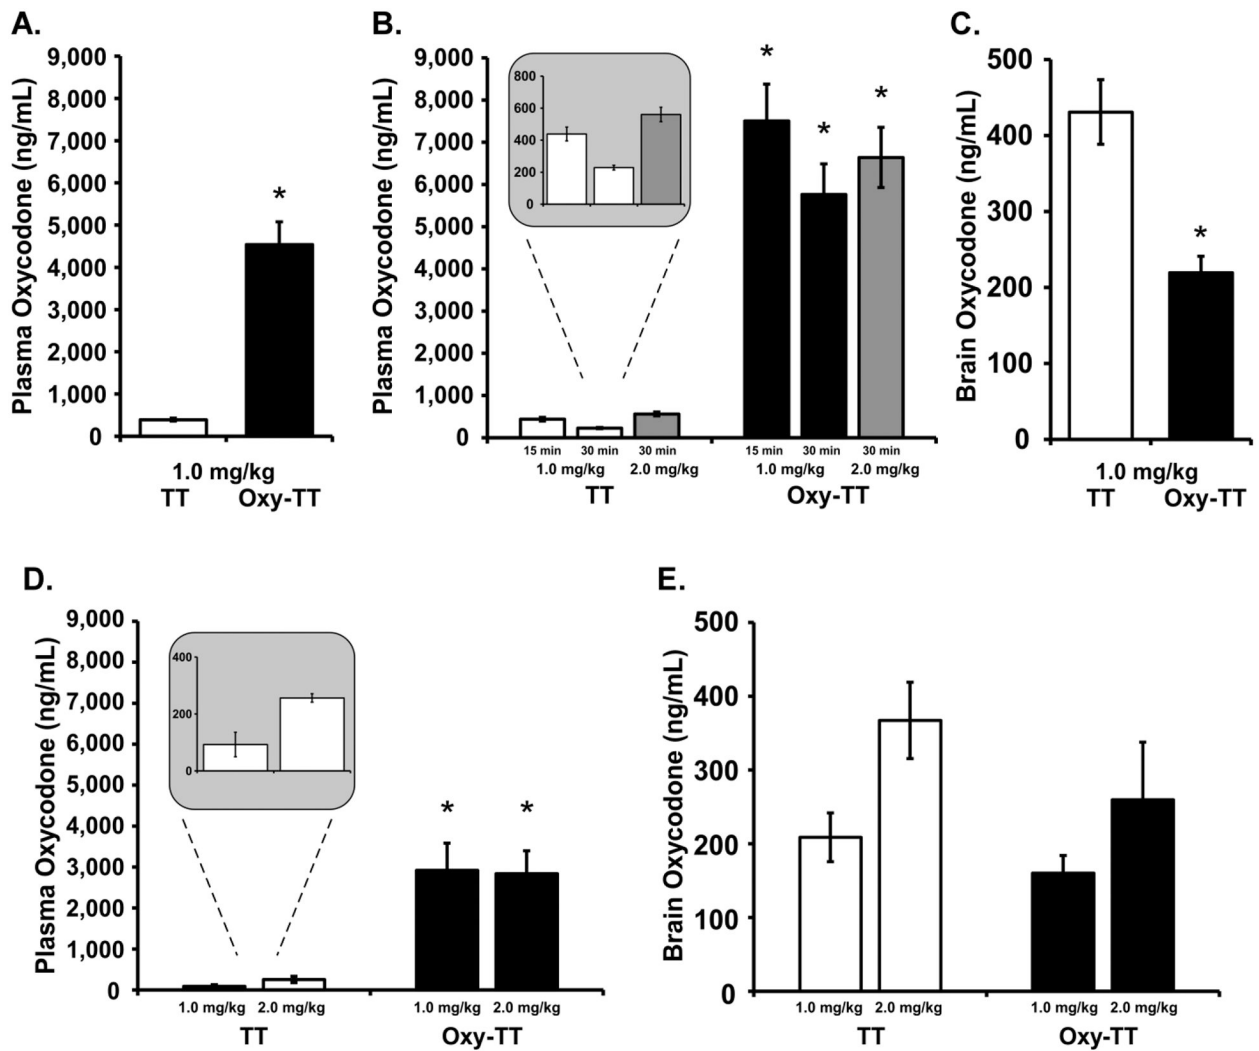 A.
Plasma Oxycodone (ng/mL)
9,000
8,000
7,000
6,000
5,000
4,000
3,000
2,000
1,000
0
*
1.0 mg/kg
TT Oxy-TT
B.
Plasma Oxycodone (ng/mL)
9,000
8,000
7,000
6,000
5,000
4,000
3,000
2,000
1,000
0
800
600
400
200
0
* * *
15 min 30 min 30 min 15 min 30 min 30 min
1.0 mg/kg 2.0 mg/kg 1.0 mg/kg 2.0 mg/kg
TT Oxy-TT
C.
Brain Oxycodone (ng/mL)
500
400
300
200
100
0
*
1.0 mg/kg
TT Oxy-TT
D.
Plasma Oxycodone (ng/mL)
9,000
8,000
7,000
6,000
5,000
4,000
3,000
2,000
1,000
0
400
200
0
* *
1.0 mg/kg 2.0 mg/kg 1.0 mg/kg 2.0 mg/kg
TT Oxy-TT
E.
Brain Oxycodone (ng/mL)
500
400
300
200
100
0
1.0 mg/kg 2.0 mg/kg 1.0 mg/kg 2.0 mg/kg
TT Oxy-TT